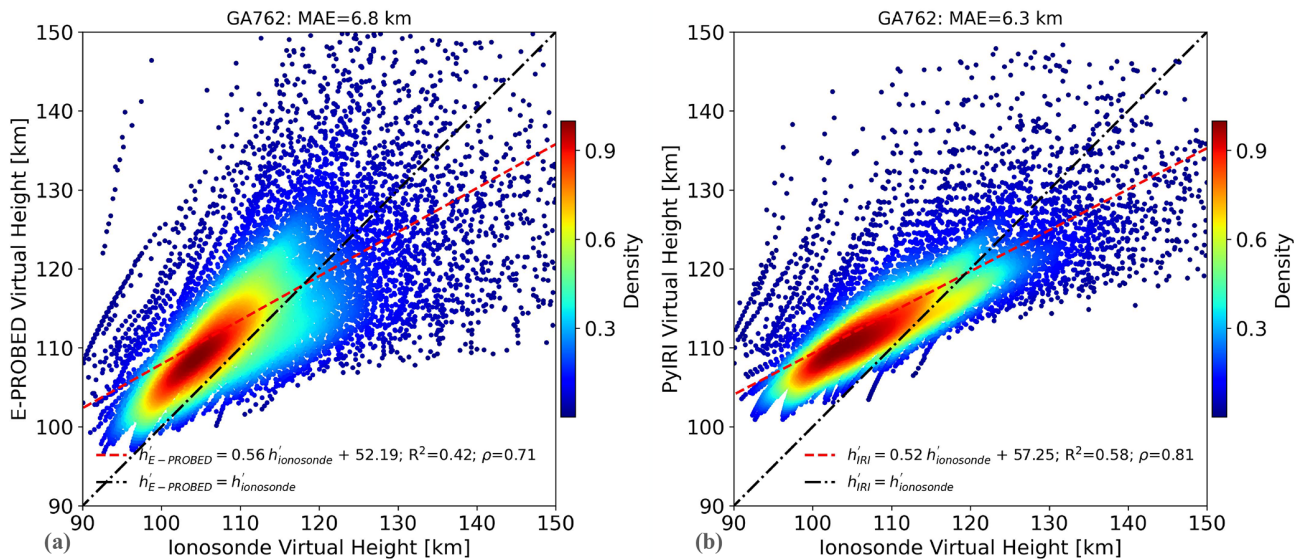 GA762: MAE=6.8 km
150
140
130
120
110
100
90
E-PROBED Virtual Height [km]
h'E−PROBED = 0.56 h'ionosonde + 52.19; R²=0.42; ρ=0.71
h'E−PROBED = h'ionosonde
90 100 110 120 130 140 150
(a)
Ionosonde Virtual Height [km]
0.9
0.6
0.3
Density
GA762: MAE=6.3 km
150
140
130
120
110
100
90
PyIRI Virtual Height [km]
h'IRI = 0.52 h'ionosonde + 57.25; R²=0.58; ρ=0.81
h'IRI = h'ionosonde
90 100 110 120 130 140 150
(b)
Ionosonde Virtual Height [km]
0.9
0.6
0.3
Density